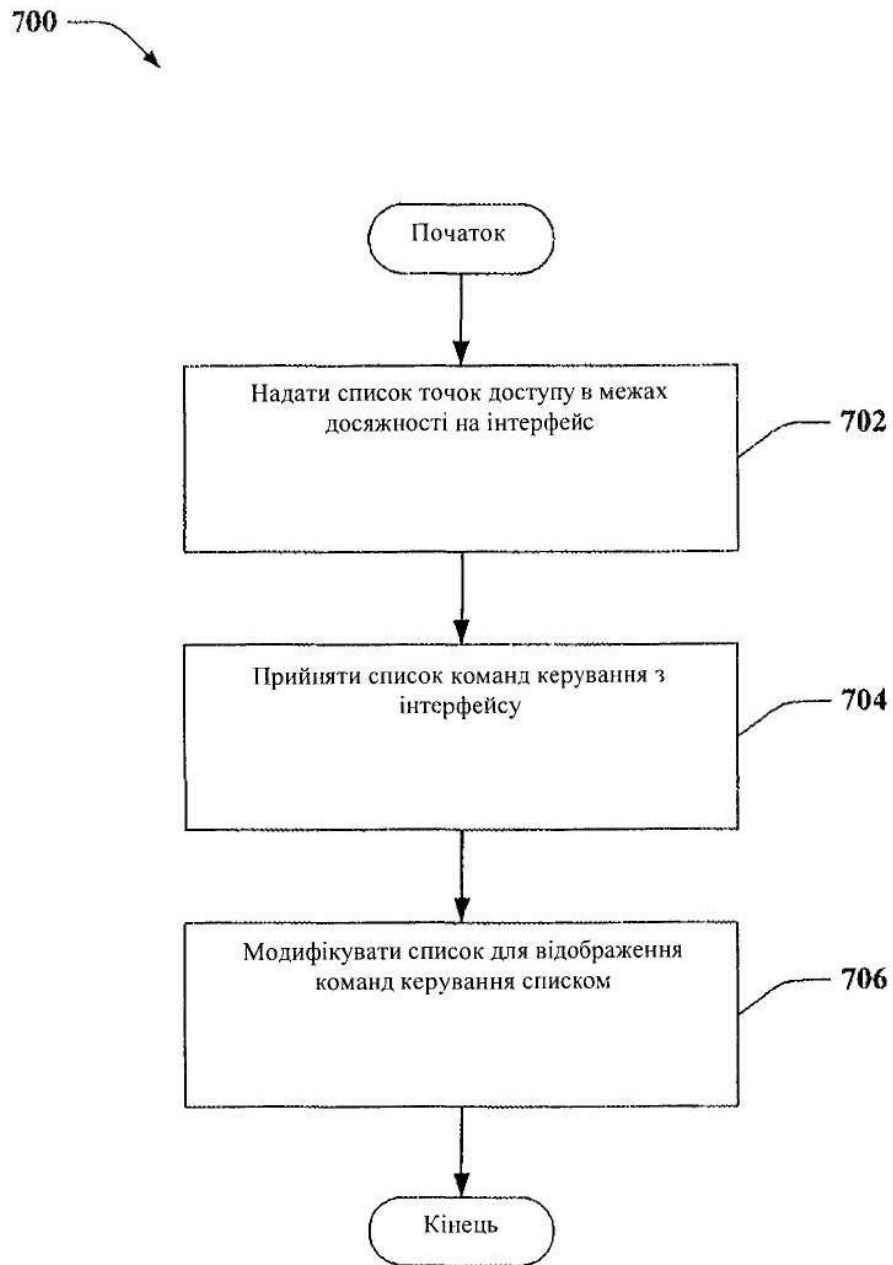 700
Початок
Надати список точок доступу в межах
досяжності на інтерфейс
702
Прийняти список команд керування з
інтерфейсу
704
Модифікувати список для відображення
команд керування списком
706
Кінець